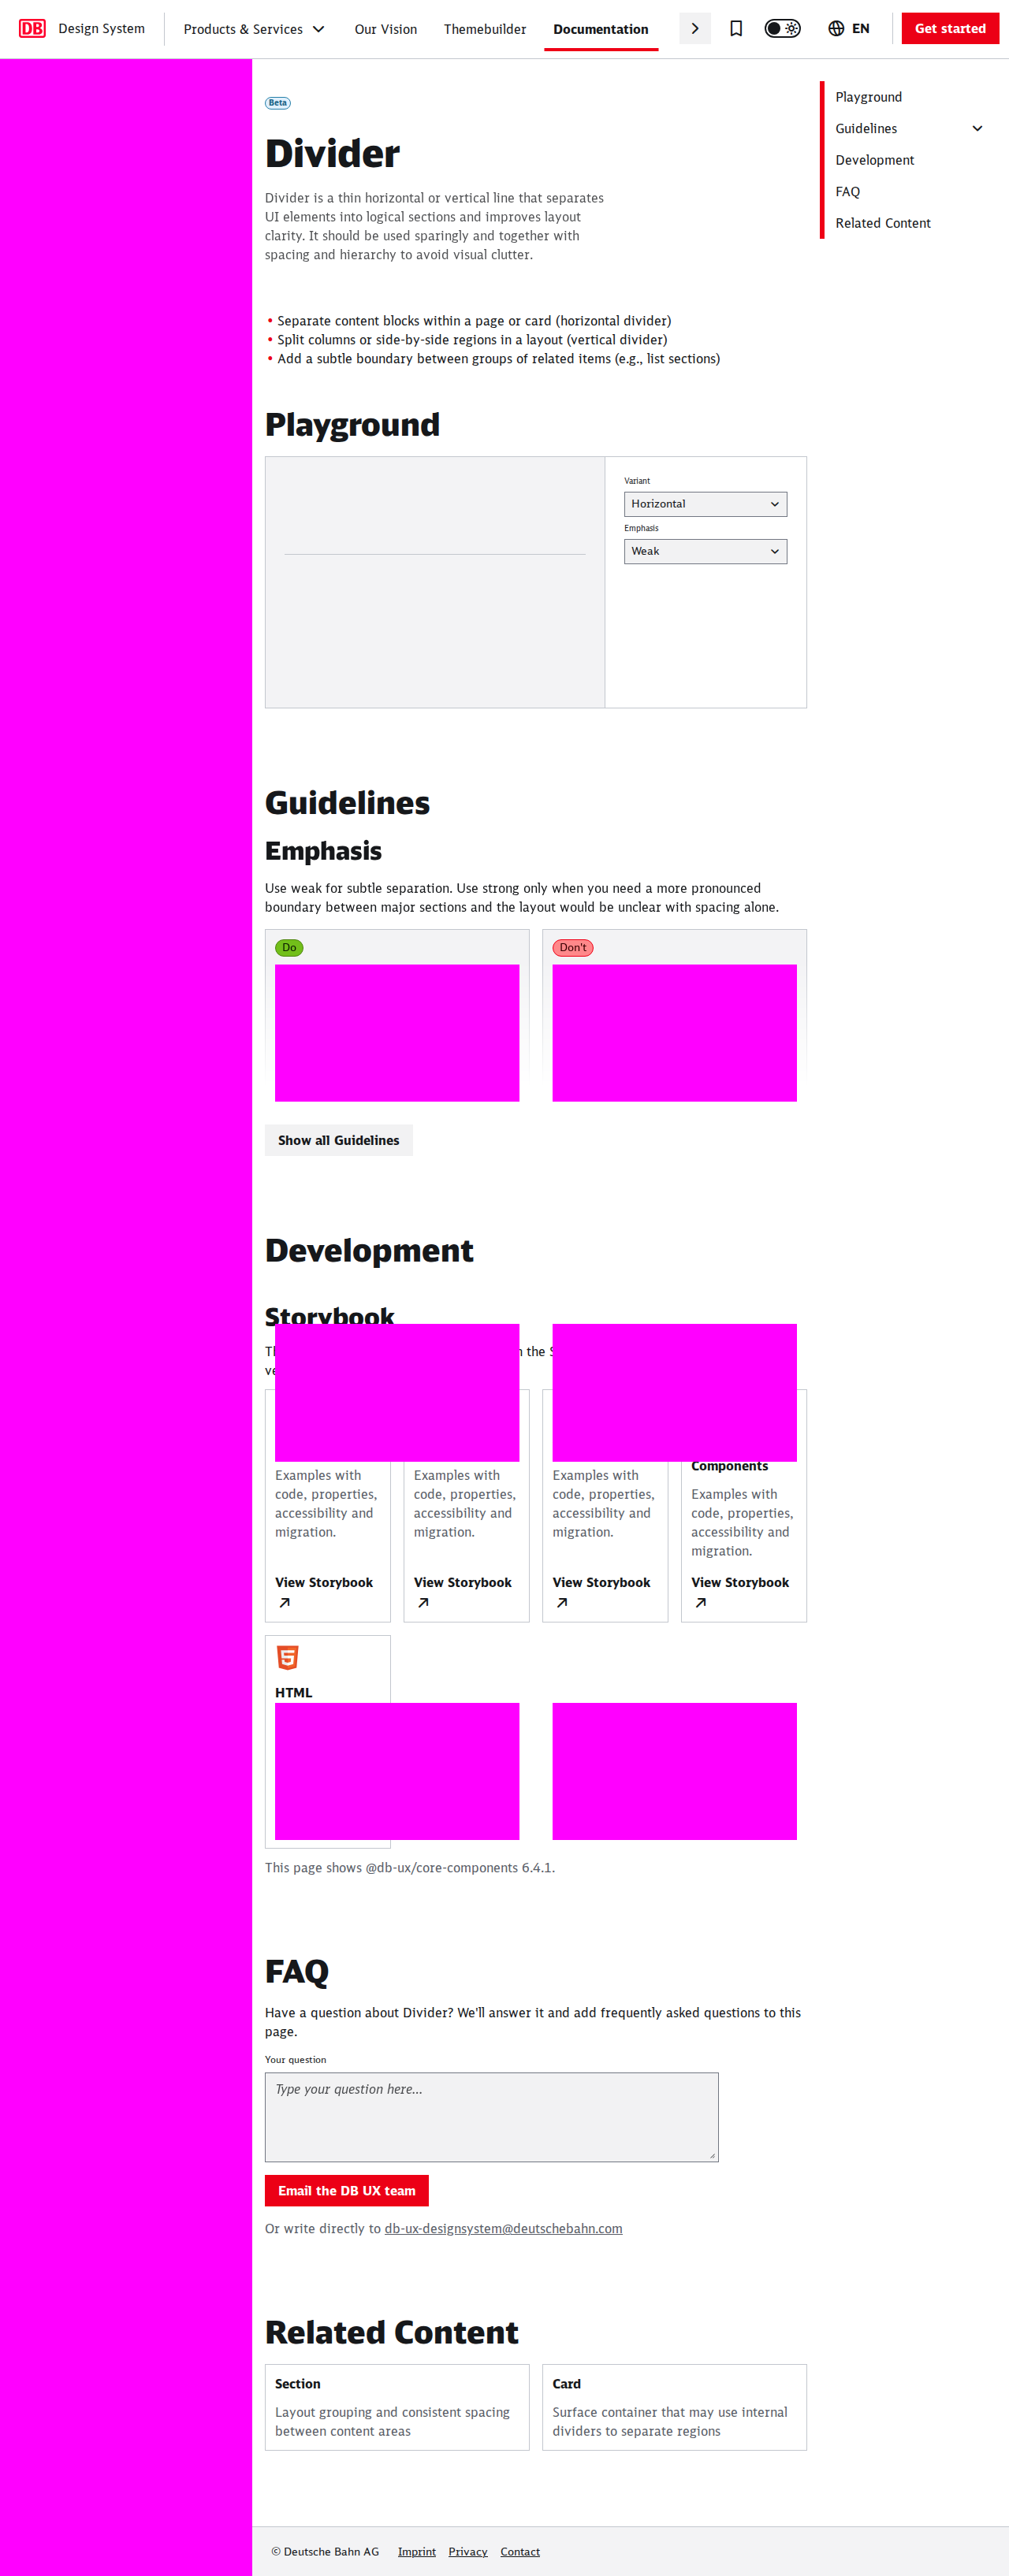 DB Design System Products & Services Our Vision Themebuilder Documentation EN Get started
Beta
Divider
Divider is a thin horizontal or vertical line that separates
UI elements into logical sections and improves layout
clarity. It should be used sparingly and together with
spacing and hierarchy to avoid visual clutter.
Playground
Guidelines
Development
FAQ
Related Content
• Separate content blocks within a page or card (horizontal divider)
• Split columns or side-by-side regions in a layout (vertical divider)
• Add a subtle boundary between groups of related items (e.g., list sections)
Playground
Variant
Horizontal
Emphasis
Weak
Guidelines
Emphasis
Use weak for subtle separation. Use strong only when you need a more pronounced
boundary between major sections and the layout would be unclear with spacing alone.
Do
Don't
Show all Guidelines
Development
Storybook
the
Components
Examples with
code, properties,
accessibility and
migration.
View Storybook
Examples with
code, properties,
accessibility and
migration.
View Storybook
Examples with
code, properties,
accessibility and
migration.
View Storybook
Examples with
code, properties,
accessibility and
migration.
View Storybook
HTML
This page shows @db-ux/core-components 6.4.1.
FAQ
Have a question about Divider? We'll answer it and add frequently asked questions to this
page.
Your question
Type your question here...
Email the DB UX team
Or write directly to db-ux-designsystem@deutschebahn.com
Related Content
Section
Layout grouping and consistent spacing
between content areas
Card
Surface container that may use internal
dividers to separate regions
© Deutsche Bahn AG Imprint Privacy Contact